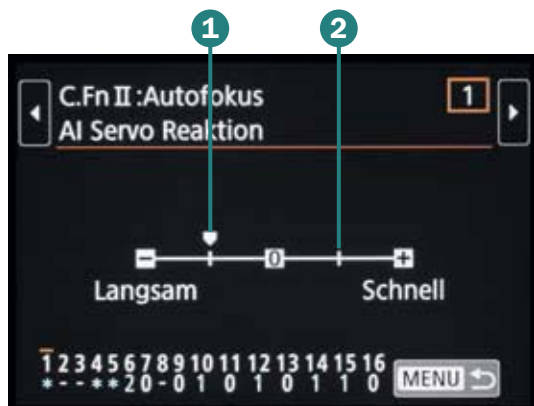 1 2
C.Fn II :Autofokus 1
AI Servo Reaktion
- 0 +
Langsam Schnell
1 2 3 4 5 6 7 8 9 10 11 12 13 14 15 16
* - - * * 2 0 - 0 1 0 1 0 1 1 0 MENU